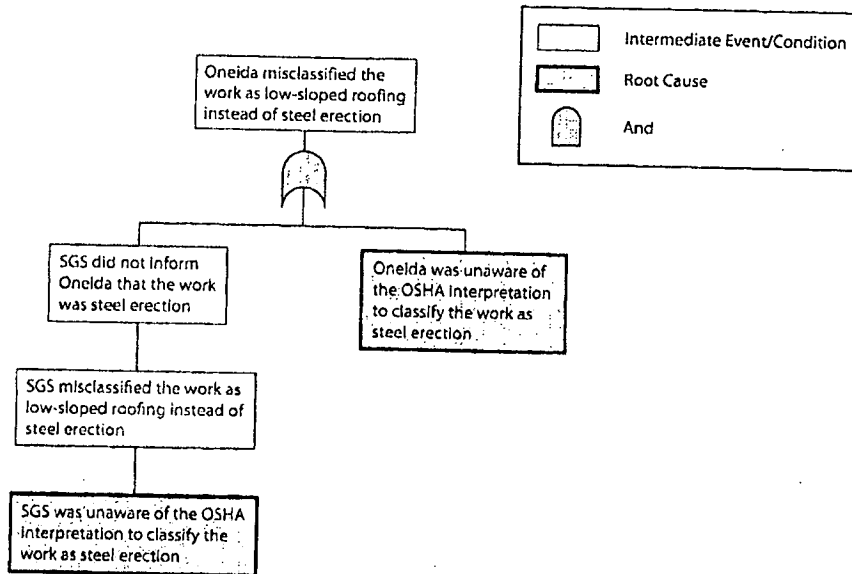 Oneida misclassified the
work as low-sloped roofing
instead of steel erection
Intermediate Event/Condition
Root Cause
And
SGS did not inform
Oneida that the work
was steel erection
Oneida was unaware of
the OSHA Interpretation
to classify the work as
steel erection
SGS misclassified the work as
low-sloped roofing instead of
steel erection
SGS was unaware of the OSHA
Interpretation to classify the
work as steel erection